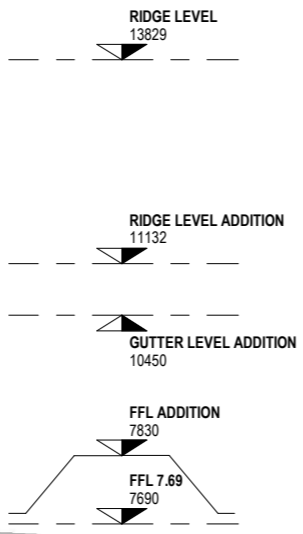 RIDGE LEVEL
13829
RIDGE LEVEL ADDITION
11132
GUTTER LEVEL ADDITION
10450
FFL ADDITION
7830
FFL 7.69
7690